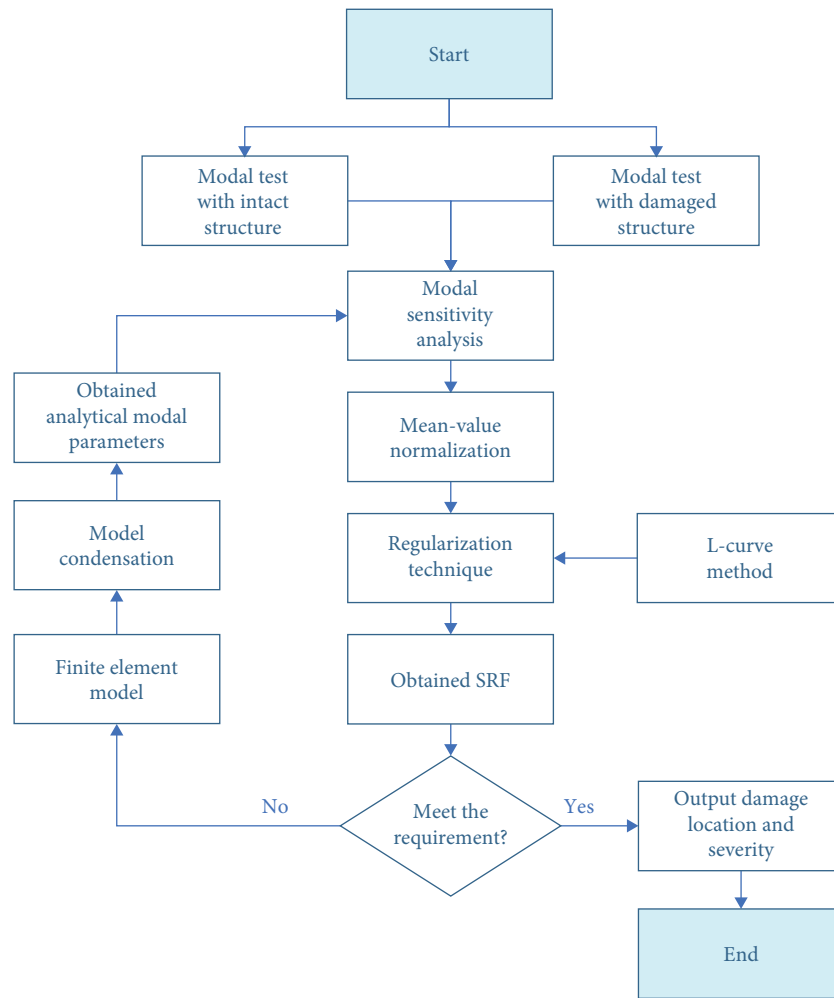 Start
Modal test
with intact
structure
Modal test
with damaged
structure
Modal
sensitivity
analysis
Obtained
analytical modal
parameters
Mean-value
normalization
Model
condensation
Regularization
technique
L-curve
method
Finite element
model
Obtained SRF
No
Meet the
requirement?
Yes
Output damage
location and
severity
End